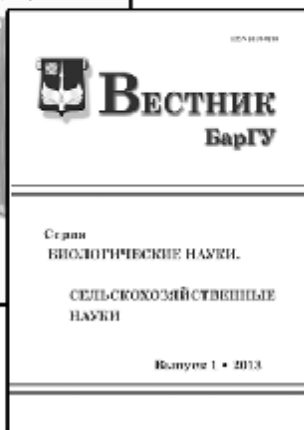 ВЕСТНИК
БарГУ
Серия
БИОЛОГИЧЕСКИЕ НАУКИ.
СЕЛЬСКОХОЗЯЙСТВЕННЫЕ
НАУКИ
Выпуск 1 • 2013